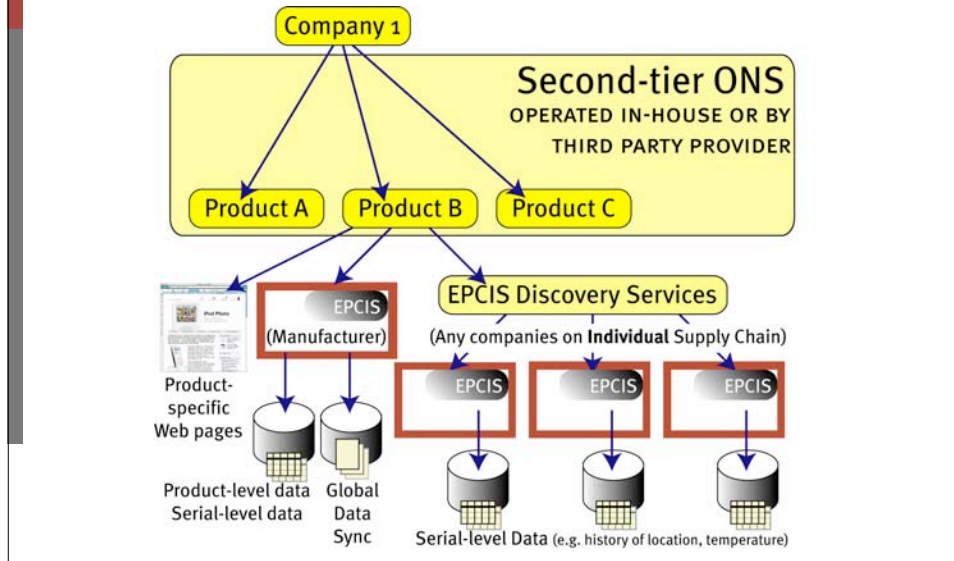 Company 1
Second-tier ONS
OPERATED IN-HOUSE OR BY
THIRD PARTY PROVIDER
Product A
Product B
Product C
iPod Photo
EPCIS
(Manufacturer)
EPCIS Discovery Services
(Any companies on Individual Supply Chain)
EPCIS
EPCIS
EPCIS
Product-
specific
Web pages
Product-level data
Serial-level data
Global
Data
Sync
Serial-level Data (e.g. history of location, temperature)